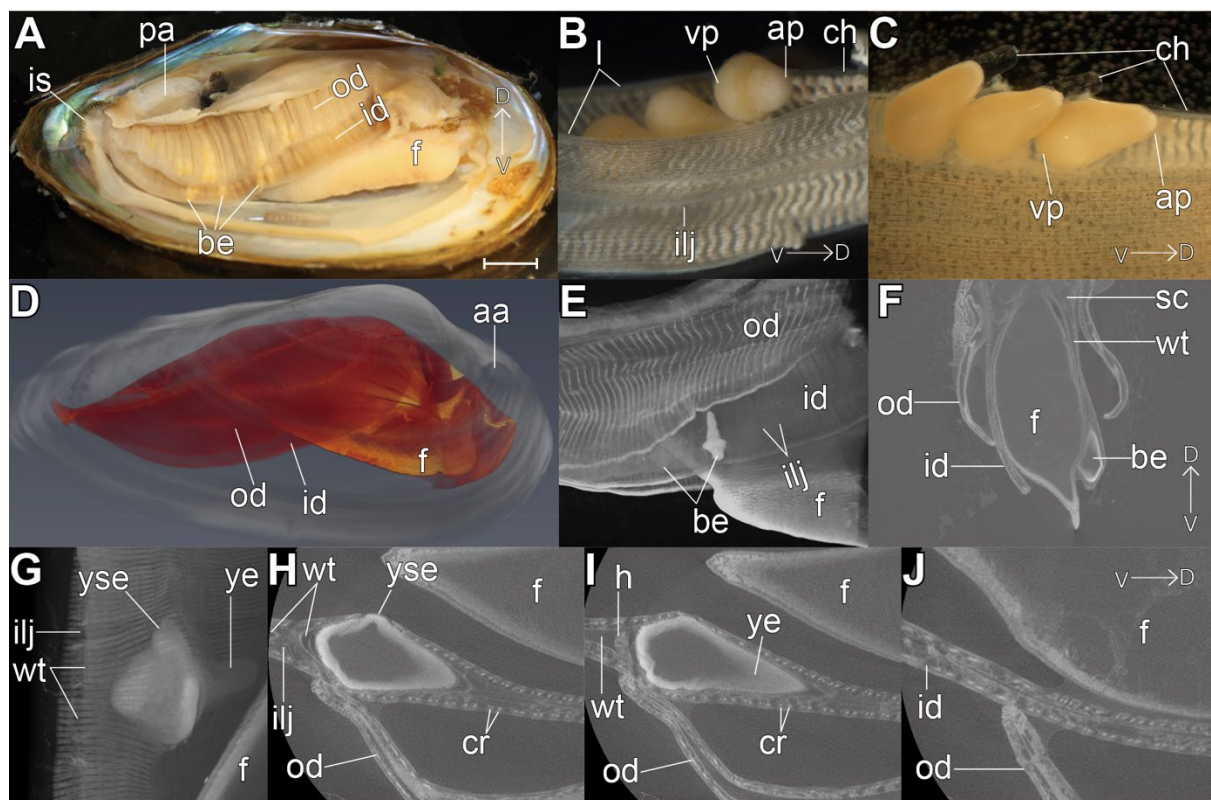 A
pa
is
od
id
f
D
V
be
B
l
vp
ap
ch
ilj
V D
C
ch
vp
ap
V D
D
aa
od
id
f
E
od
id
ilj
be
f
F
sc
wt
od
f
id
be
D
V
G
yse
ye
ilj
wt
f
H
wt
yse
f
ilj
od
cr
I
h
f
ye
wt
od
cr
J
V D
f
id
od